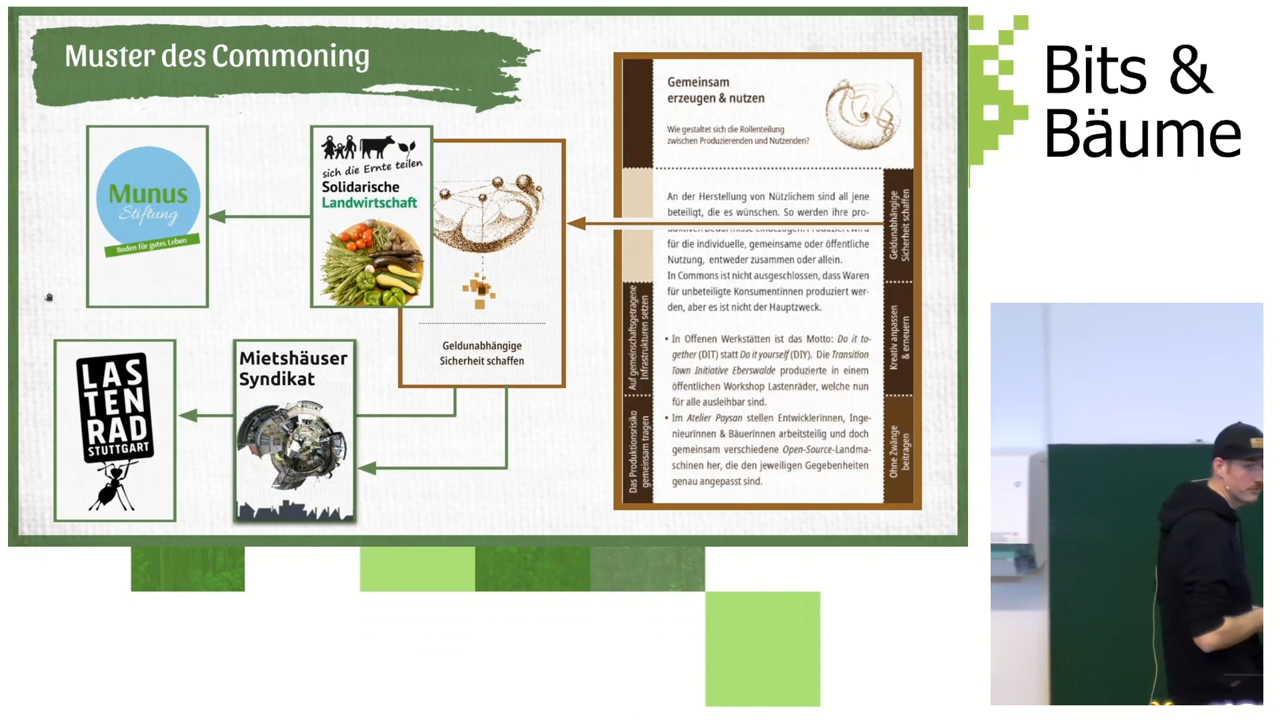 Muster des Commoning
Bits &
Bäume
Munus
Stiftung
Boden für gutes Leben
sich die Ernte teilen
Solidarische
Landwirtschaft
Geldunabhängige
Sicherheit schaffen
LAS
TEN
RAD
STUTTGART
Mietshäuser
Syndikat
Gemeinsam
erzeugen & nutzen
Wie gestaltet sich die Rollenteilung
zwischen Produzierenden und Nutzenden?
An der Herstellung von Nützlichem sind all jene
beteiligt, die es wünschen. So werden ihre pro-
für die individuelle, gemeinsame oder öffentliche
Nutzung, entweder zusammen oder allein.
In Commons ist nicht ausgeschlossen, dass Waren
für unbeteiligte Konsumentinnen produziert wer-
den, aber es ist nicht der Hauptzweck.
• In Offenen Werkstätten ist das Motto: Do it to-
gether (DIT) statt Do it yourself (DIY). Die Transition
Town Initiative Eberswalde produzierte in einem
öffentlichen Workshop Lastenräder, welche nun
für alle ausleihbar sind.
• Im Atelier Paysan stellen Entwicklerinnen, Inge-
nieurinnen & Bäuerinnen arbeitsteilig und doch
gemeinsam verschiedene Open-Source-Landma-
schinen her, die den jeweiligen Gegebenheiten
genau angepasst sind.
Auf gemeinschaftsgetragene
Infrastrukturen setzen
Das Produktionsrisiko
gemeinsam tragen
Geldunabhängige
Sicherheit schaffen
Kreativ anpassen
& erneuern
Ohne Zwänge
beitragen